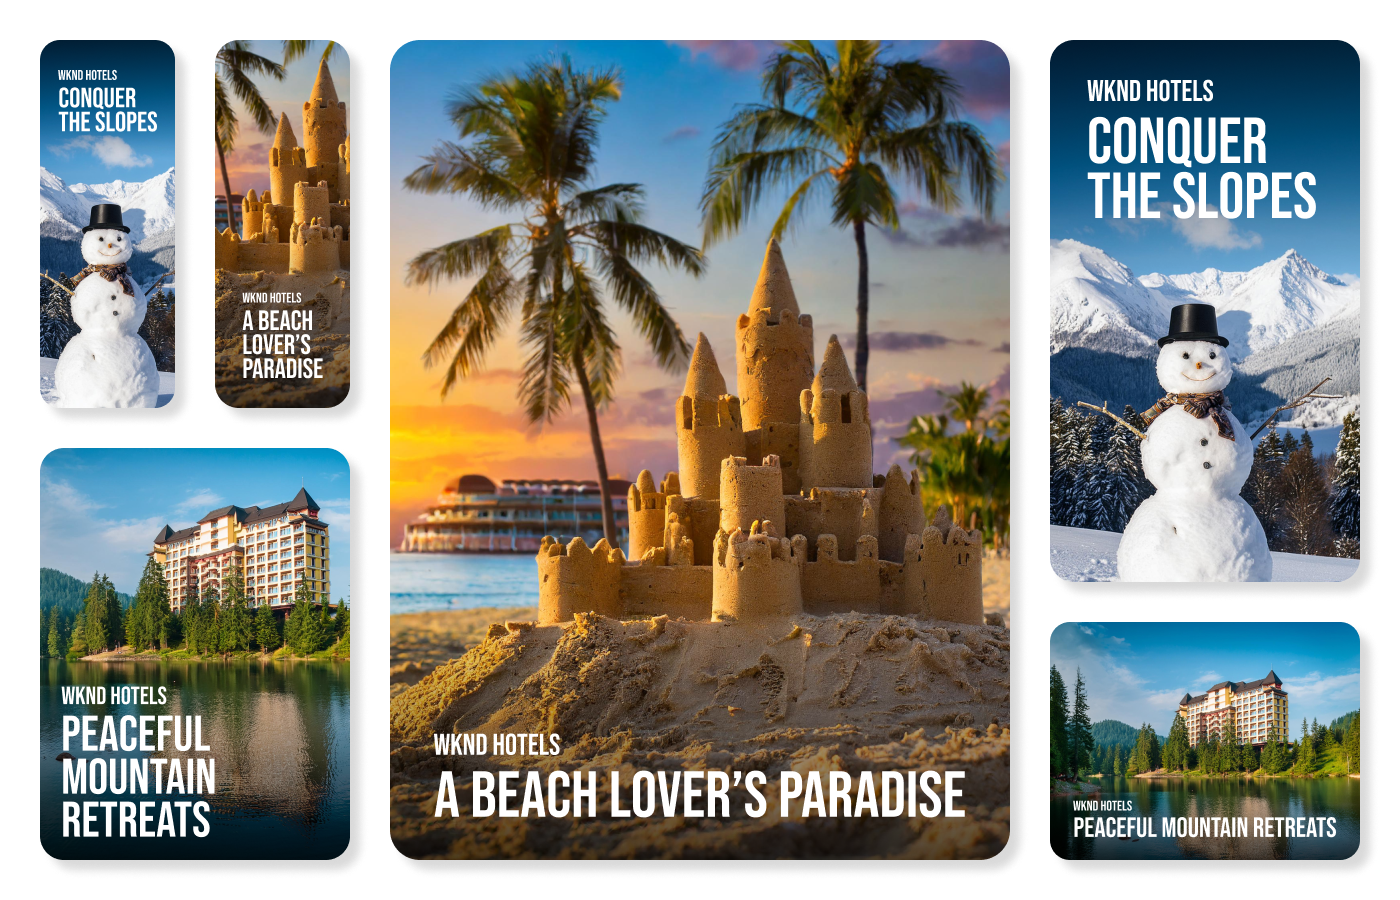 WKND HOTELS
CONQUER
THE SLOPES
WKND HOTELS
A BEACH
LOVER’S
PARADISE
WKND HOTELS
PEACEFUL
MOUNTAIN
RETREATS
WKND HOTELS
A BEACH LOVER’S PARADISE
WKND HOTELS
CONQUER
THE SLOPES
WKND HOTELS
PEACEFUL MOUNTAIN RETREATS